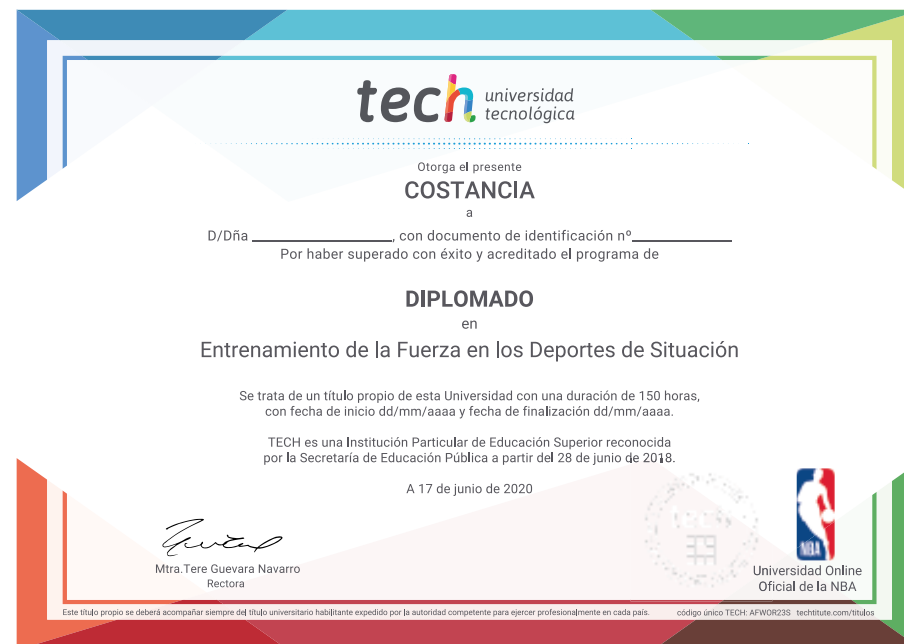 tech universidad
tecnológica
Otorga el presente
COSTANCIA
a
D/Dña ____________________, con documento de identificación nº______________
Por haber superado con éxito y acreditado el programa de
DIPLOMADO
en
Entrenamiento de la Fuerza en los Deportes de Situación
Se trata de un título propio de esta Universidad con una duración de 150 horas,
con fecha de inicio dd/mm/aaaa y fecha de finalización dd/mm/aaaa.
TECH es una Institución Particular de Educación Superior reconocida
por la Secretaría de Educación Pública a partir del 28 de junio de 2018.
A 17 de junio de 2020
Mtra.Tere Guevara Navarro
Rectora
NBA
Universidad Online
Oficial de la NBA
Este título propio se deberá acompañar siempre del título universitario habilitante expedido por la autoridad competente para ejercer profesionalmente en cada país. código único TECH: AFWOR23S techtitute.com/titulos